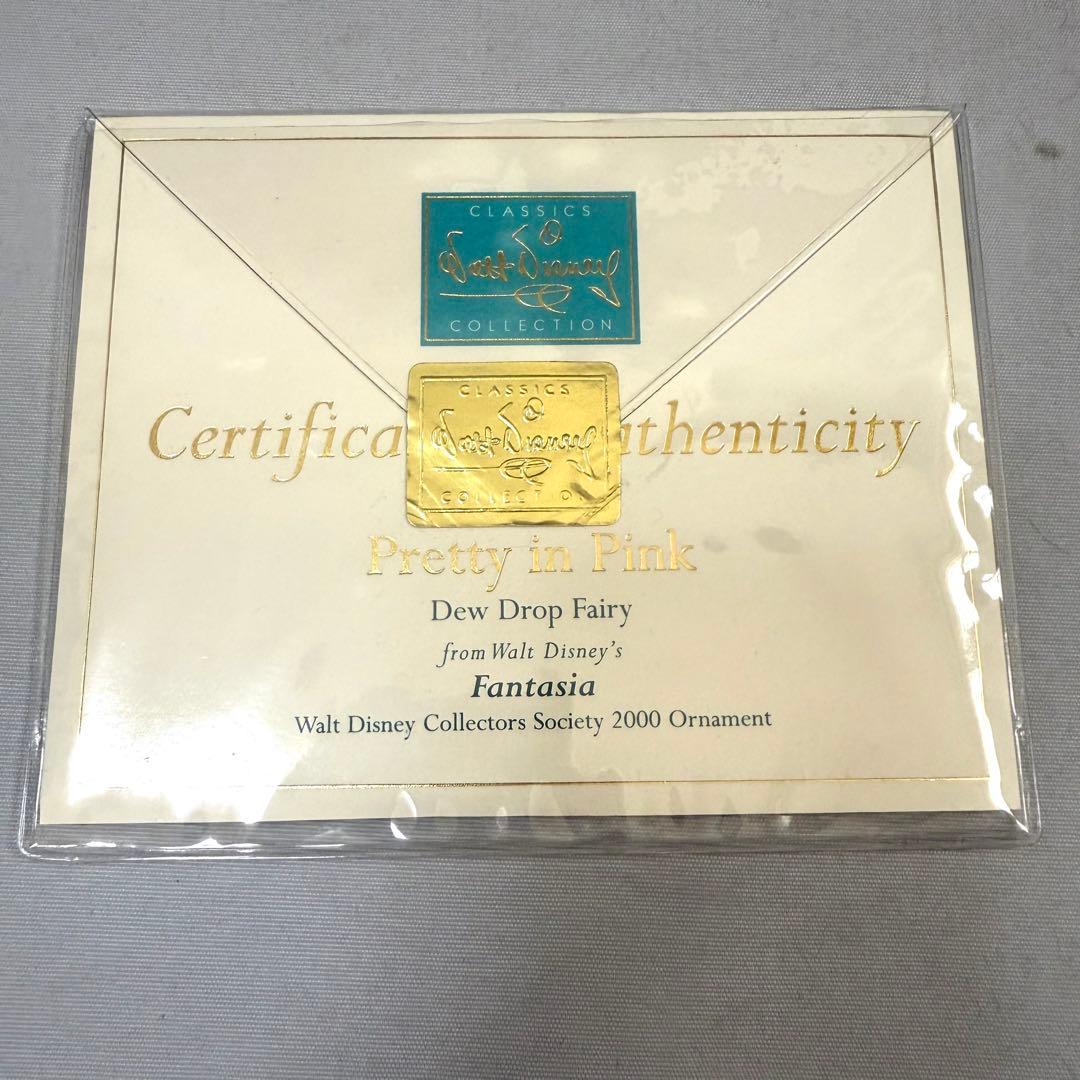 CLASSICS
Walt Disney
COLLECTION
CLASSICS
Walt Disney
COLLECTION
Certifica uthenticity
Pretty in Pink
Dew Drop Fairy
from Walt Disney's
Fantasia
Walt Disney Collectors Society 2000 Ornament